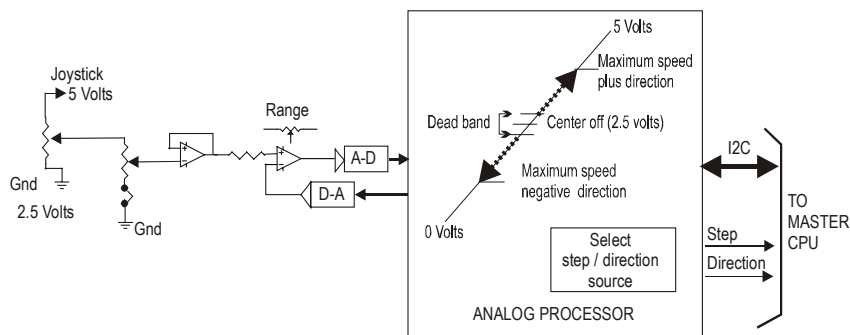 Joystick
5 Volts
Gnd
2.5 Volts
Gnd
Range
A-D
D-A
5 Volts
Maximum speed
plus direction
Dead band
Center off (2.5 volts)
Maximum speed
negative direction
0 Volts
Select
step / direction
source
ANALOG PROCESSOR
I2C
Step
Direction
TO
MASTER
CPU